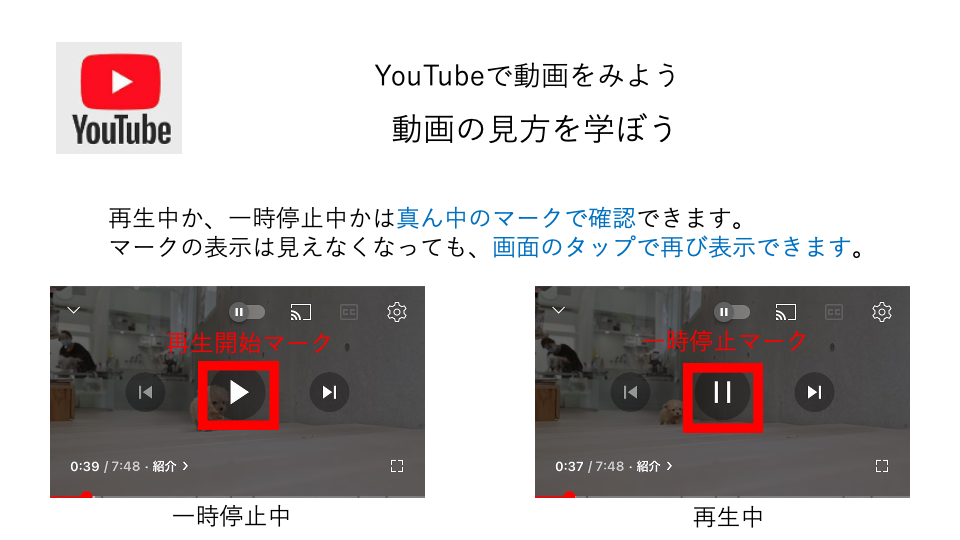 YouTube
YouTubeで動画をみよう
動画の見方を学ぼう
再生中か、一時停止中かは真ん中のマークで確認できます。
マークの表示は見えなくなっても、画面のタップで再び表示できます。
CC
再生開始マーク
0:39 / 7:48 · 紹介 >
一時停止中
CC
一時停止マーク
0:37 / 7:48 · 紹介 >
再生中